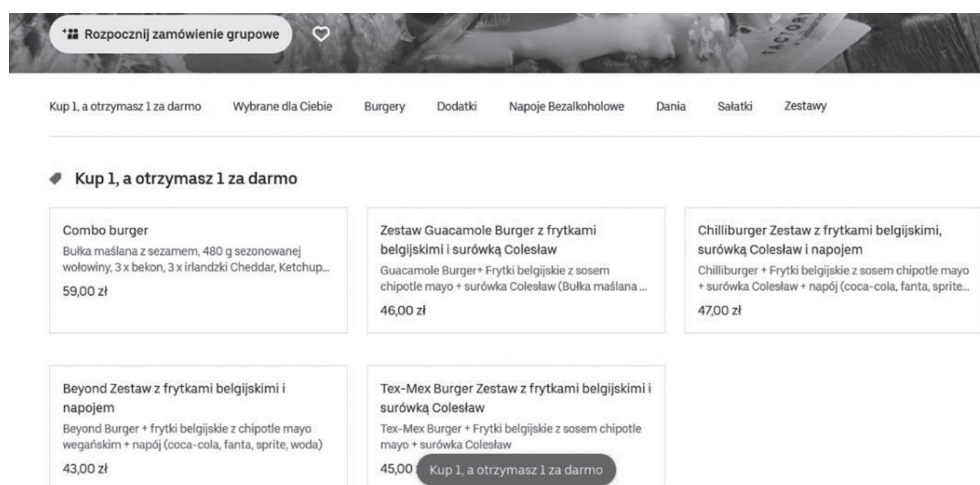 Rozpocznij zamówienie grupowe
FACTORY
Kup 1, a otrzymasz 1 za darmo Wybrane dla Ciebie Burgery Dodatki Napoje Bezalkoholowe Dania Sałatki Zestawy
Kup 1, a otrzymasz 1 za darmo
Combo burger
Bułka maślana z sezamem, 480 g sezonowanej
wołowiny, 3 x bekon, 3 x irlandzki Cheddar, Ketchup...
59,00 zł
Zestaw Guacamole Burger z frytkami
belgijskimi i surówką Colesław
Guacamole Burger+ Frytki belgijskie z sosem
chipotle mayo + surówka Colesław (Bułka maślana ...
46,00 zł
Chilliburger Zestaw z frytkami belgijskimi,
surówką Colesław i napojem
Chilliburger + Frytki belgijskie z sosem chipotle mayo
+ surówka Colesław + napój (coca-cola, fanta, sprite...
47,00 zł
Beyond Zestaw z frytkami belgijskimi i
napojem
Beyond Burger + frytki belgijskie z chipotle mayo
wegańskim + napój (coca-cola, fanta, sprite, woda)
43,00 zł
Tex-Mex Burger Zestaw z frytkami belgijskimi i
surówką Colesław
Tex-Mex Burger + Frytki belgijskie z sosem chipotle
mayo + surówka Colesław
45,00
Kup 1, a otrzymasz 1 za darmo